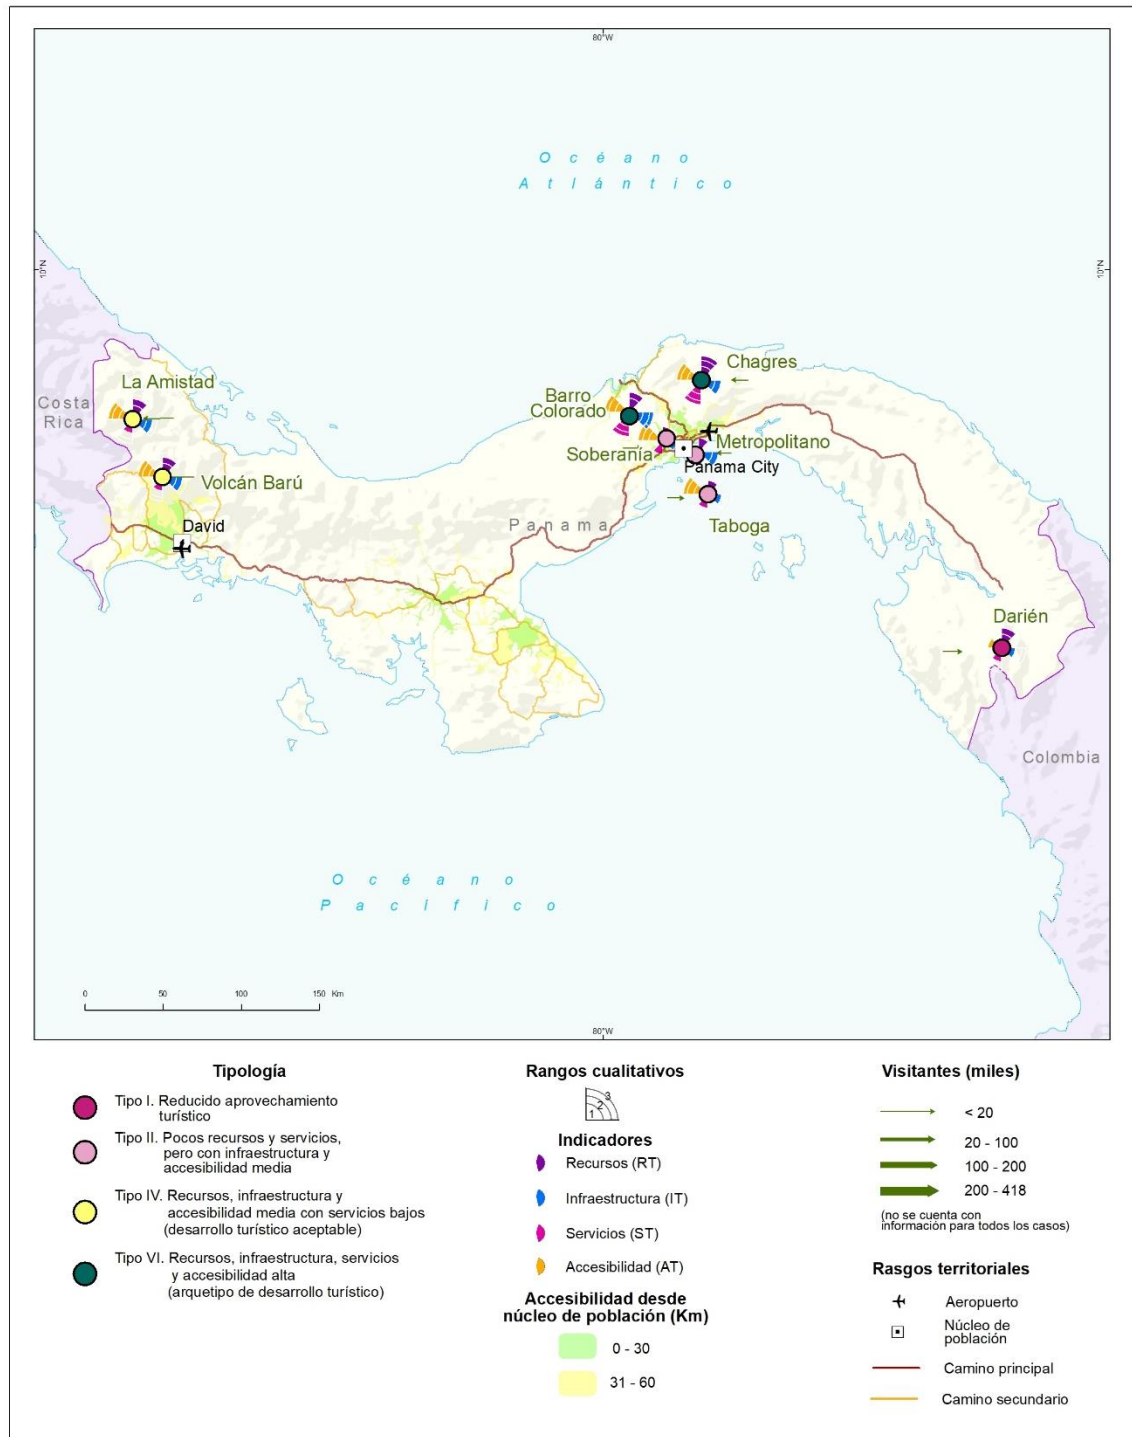 80°W
Océano
Atlántico
10°N
10°N
Chagres
La Amistad
Costa
Rica
Barro
Colorado
Metropolitano
Soberanía
Panama City
Volcán Barú
Taboga
David
Panama
Darién
Colombia
Océano
Pacífico
0 50 100 150 Km
80°W
Tipología
Tipo I. Reducido aprovechamiento
turístico
Tipo II. Pocos recursos y servicios,
pero con infraestructura y
accesibilidad media
Tipo IV. Recursos, infraestructura y
accesibilidad media con servicios bajos
(desarrollo turístico aceptable)
Tipo VI. Recursos, infraestructura, servicios
y accesibilidad alta
(arquetipo de desarrollo turístico)
Rangos cualitativos
1 2 3
Indicadores
Recursos (RT)
Infraestructura (IT)
Servicios (ST)
Accesibilidad (AT)
Accesibilidad desde
núcleo de población (Km)
0 - 30
31 - 60
Visitantes (miles)
< 20
20 - 100
100 - 200
200 - 418
(no se cuenta con
información para todos los casos)
Rasgos territoriales
Aeropuerto
Núcleo de
población
Camino principal
Camino secundario